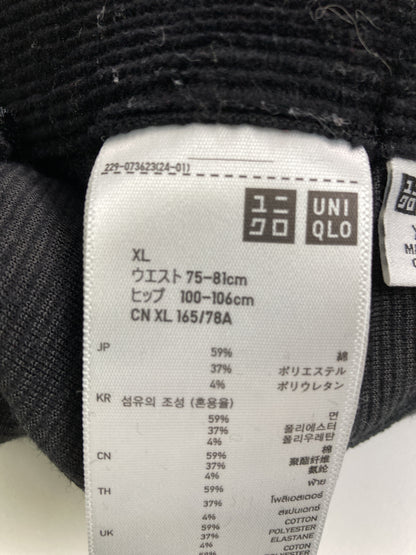 229-073623(24-01)
ユニ
クロ
UNI
QLO
XL
ウエスト 75-81cm
ヒップ 100-106cm
CN XL 165/78A
JP
59% 綿
37% ポリエステル
4% ポリウレタン
KR 섬유의 조성 (혼용율)
59% 면
37% 폴리에스터
4% 폴리우레탄
CN 59% 棉
37% 聚酯纤维
4% 氨纶
TH 59% ฝ้าย
37% โพลีเอสเตอร์
4% สแปนเดกซ์
UK 59% COTTON
37% POLYESTER
4% ELASTANE
59% COTTON
37% POLYESTER